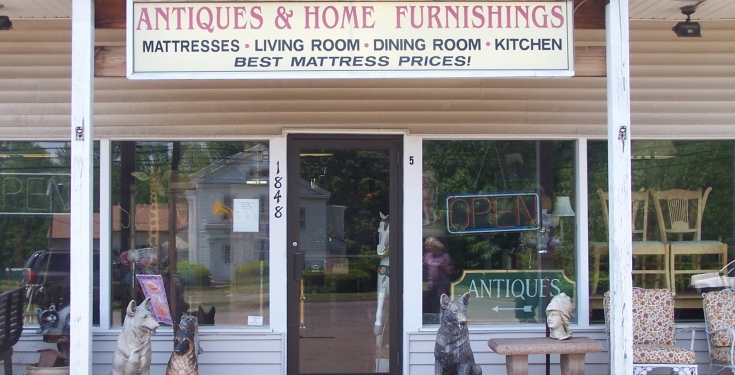 ANTIQUES & HOME FURNISHINGS
MATTRESSES • LIVING ROOM • DINING ROOM • KITCHEN
BEST MATTRESS PRICES!
1848
5
OPEN
OPEN
ANTIQUES